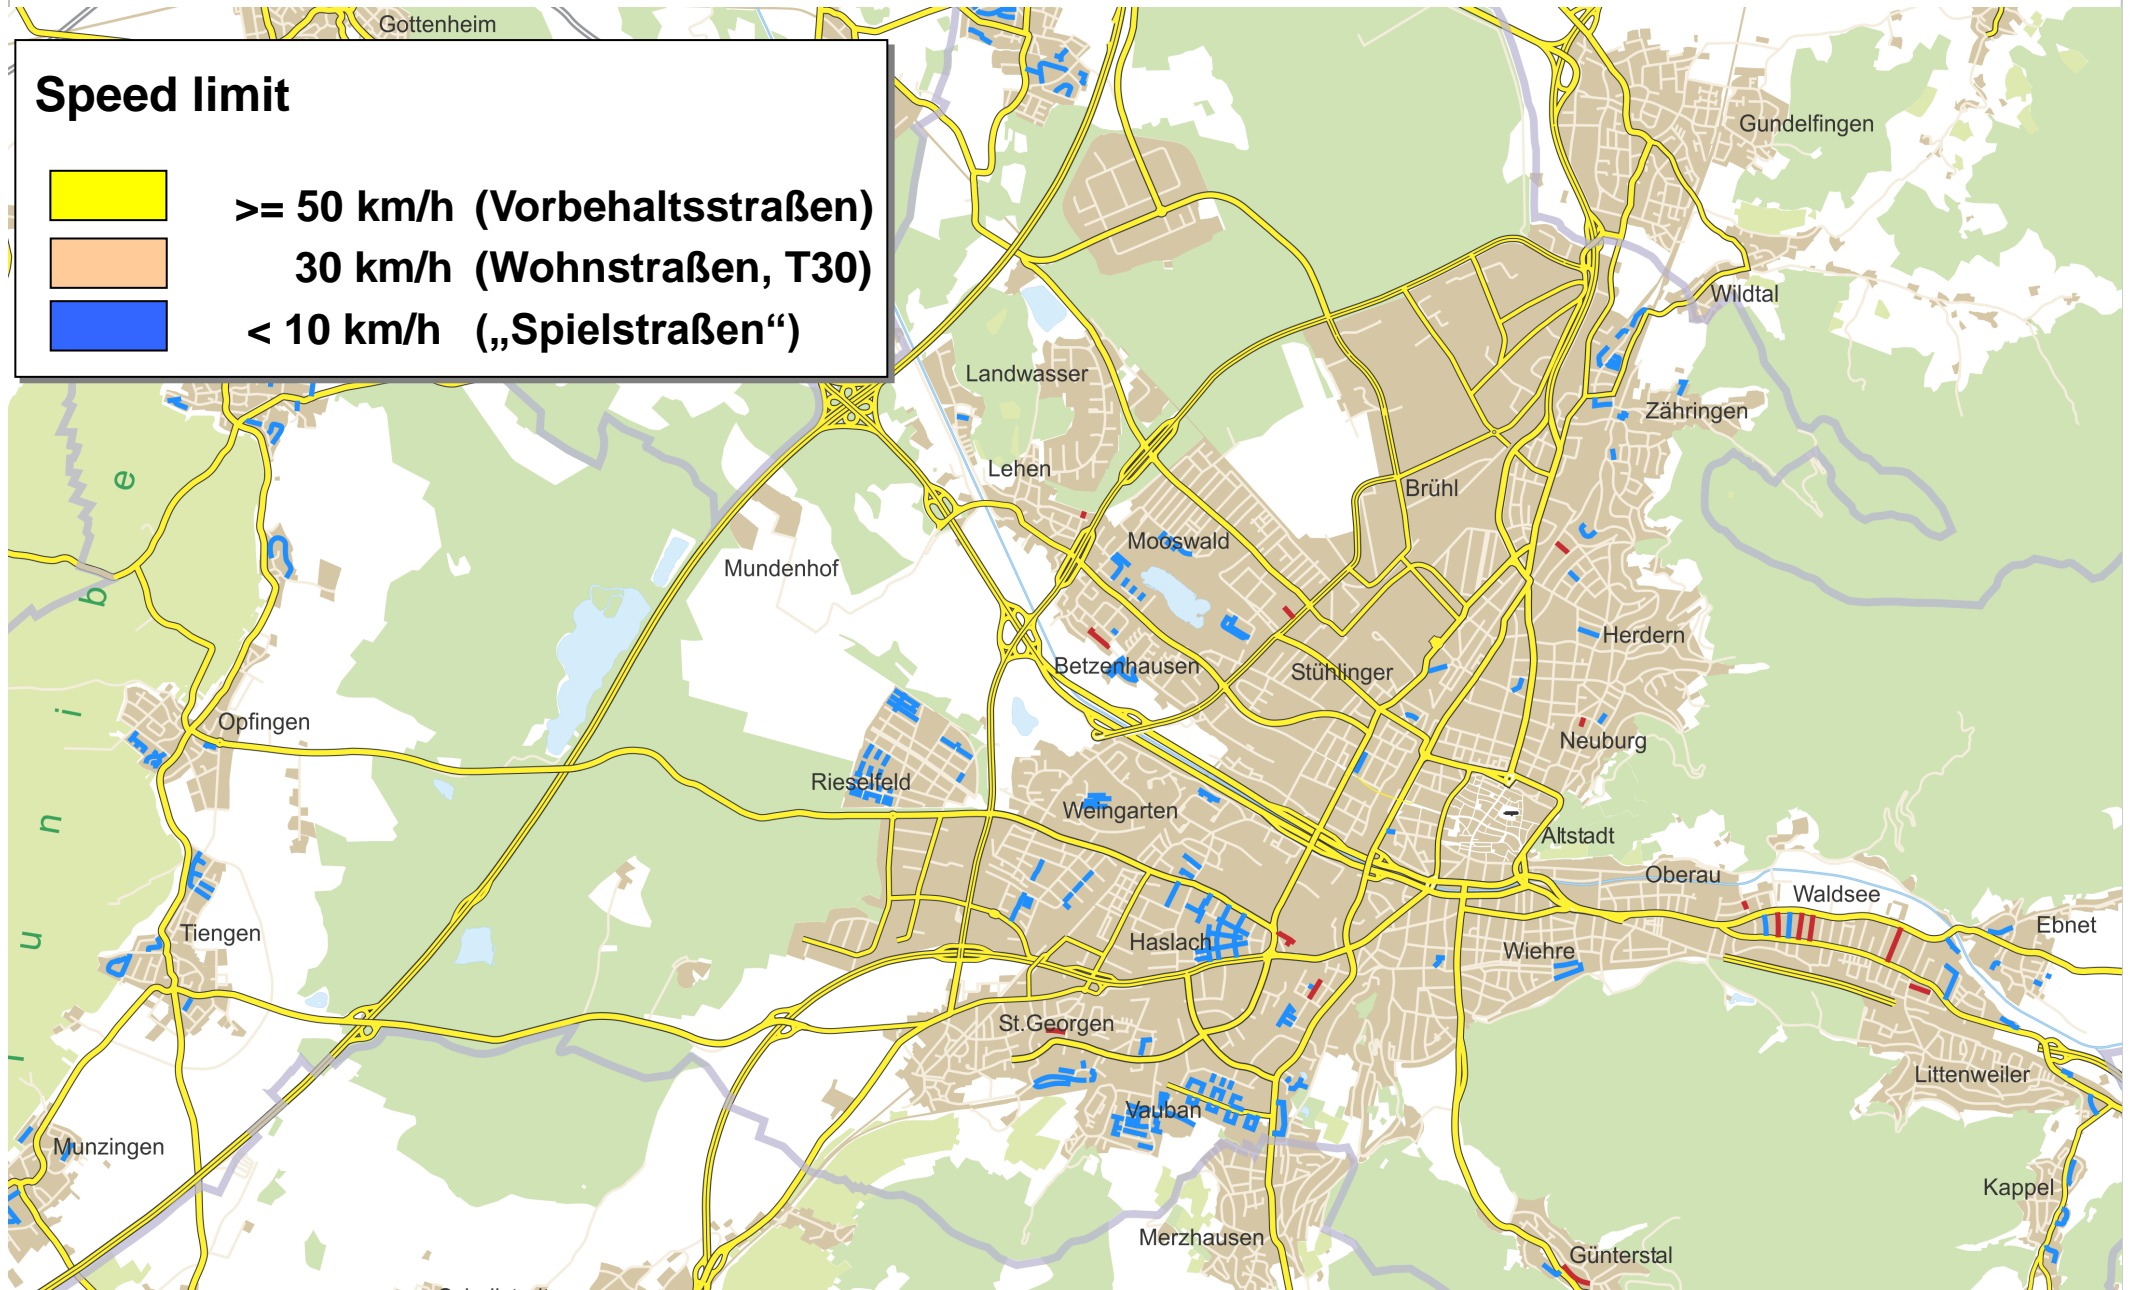 Gottenheim
Speed limit
>= 50 km/h (Vorbehaltsstraßen)
30 km/h (Wohnstraßen, T30)
< 10 km/h („Spielstraßen“)
Gundelfingen
Wildtal
Landwasser
Zähringen
Lehen
e
Brühl
Mooswald
Mundenhof
b
Herdern
Betzenhausen
Stühlinger
i
Opfingen
Neuburg
Rieselfeld
Weingarten
n
Altstadt
Oberau
Waldsee
Ebnet
u
Tiengen
Haslach
Wiehre
St.Georgen
l
Littenweiler
Vauban
Munzingen
Kappel
Merzhausen
Günterstal